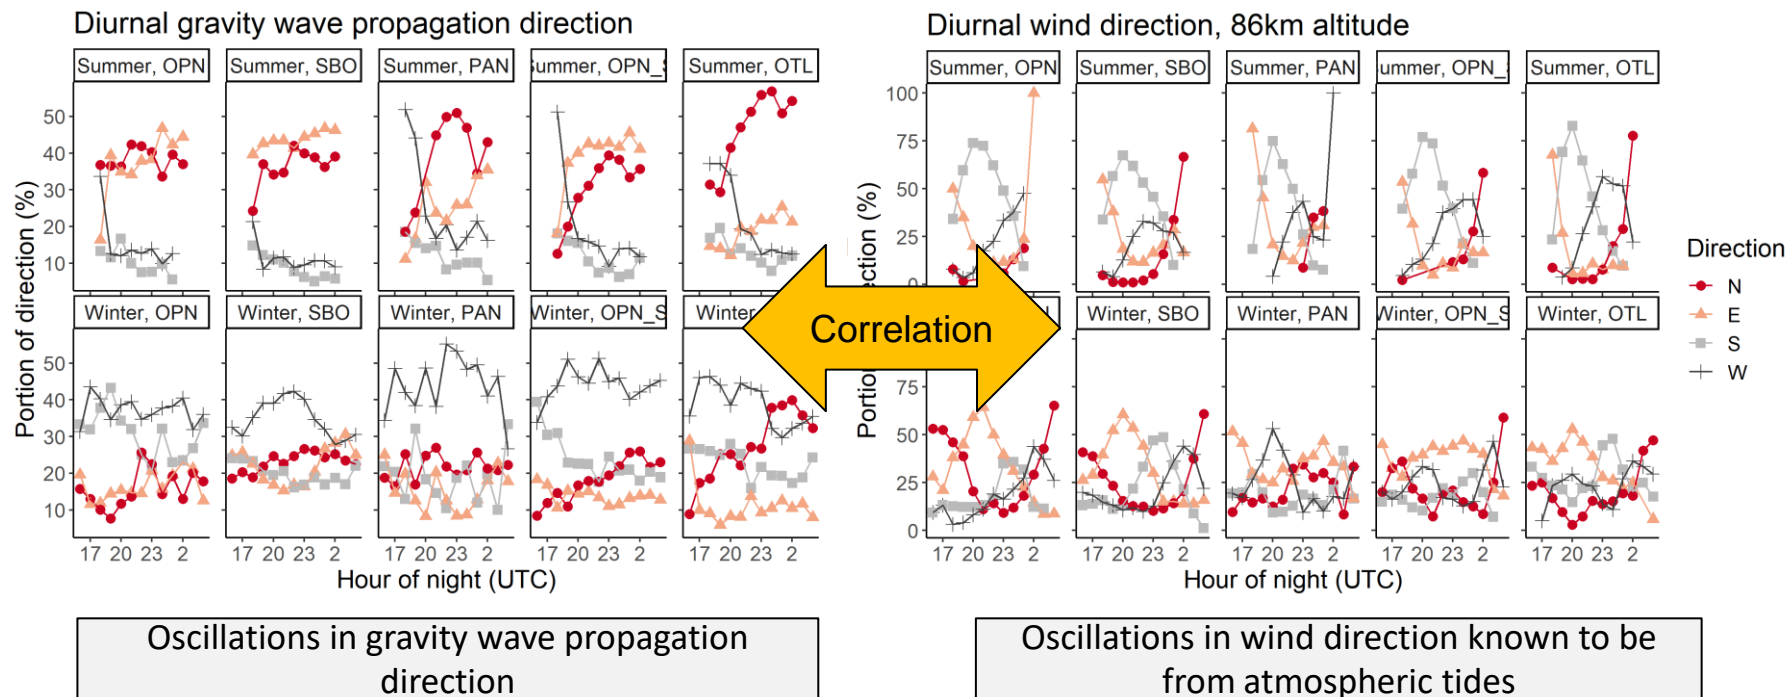 Diurnal gravity wave propagation direction
Summer, OPN
Summer, SBO
Summer, PAN
Summer, OTL
Portion of direction (%)
50
40
30
20
10
Winter, OPN
Winter, SBO
Winter, PAN
Winter, OPN_S
50
40
30
20
10
17 20 23 2
17 20 23 2
17 20 23 2
17 20 23 2
17 20 23 2
Hour of night (UTC)
Diurnal wind direction, 86km altitude
Summer, OPN
Summer, SBO
Summer, PAN
Summer, OTL
100
75
50
25
0
Winter, SBO
Winter, PAN
Winter, OPN_S
Winter, OTL
75
50
25
0
17 20 23 2
17 20 23 2
17 20 23 2
17 20 23 2
17 20 23 2
Hour of night (UTC)
Direction
N
E
S
W
Correlation
Oscillations in gravity wave propagation
direction
Oscillations in wind direction known to be
from atmospheric tides